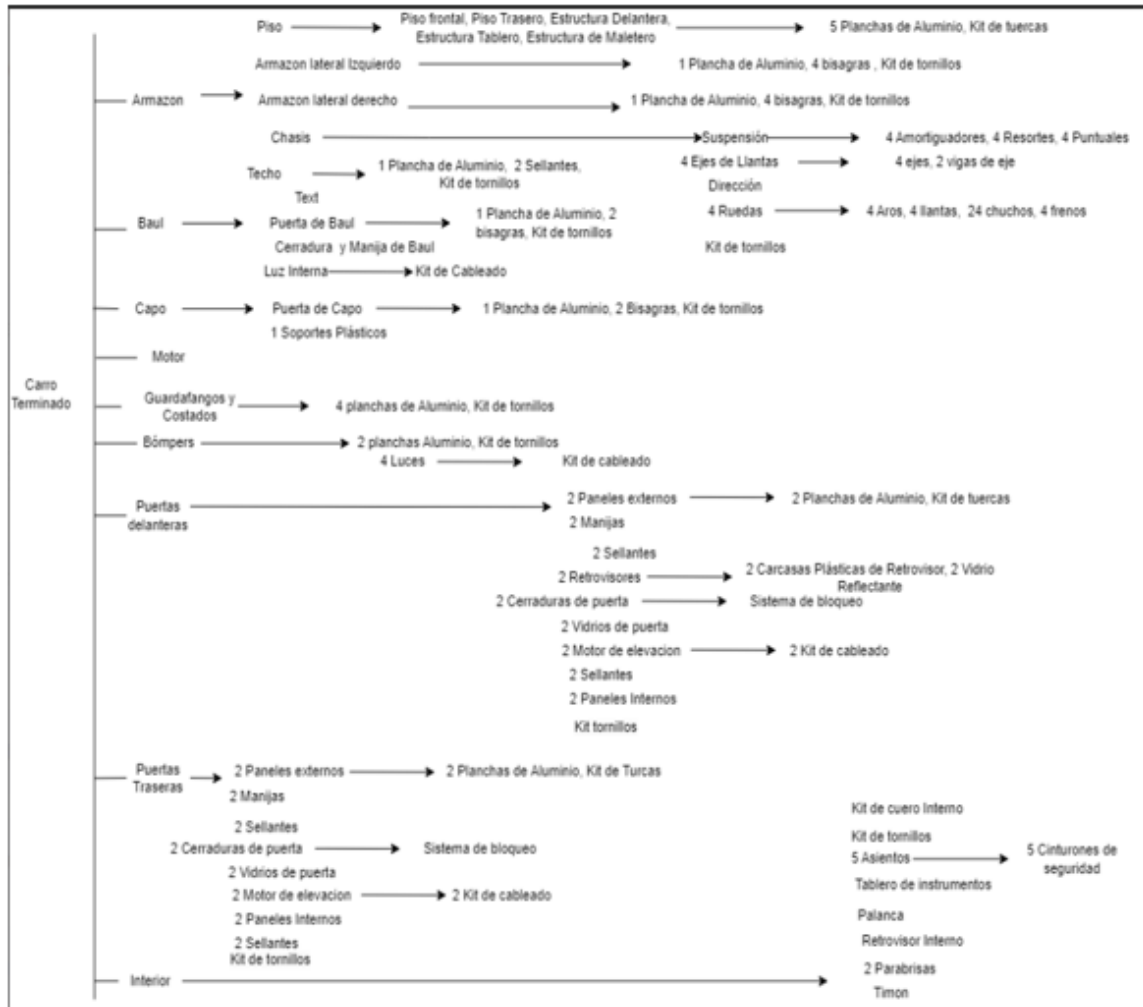 Piso
Piso frontal, Piso Trasero, Estructura Delantera,
Estructura Tablero, Estructura de Maletero
5 Planchas de Aluminio, Kit de tuercas
Armazon lateral Izquierdo
1 Plancha de Aluminio, 4 bisagras , Kit de tornillos
Armazon
Armazon lateral derecho
1 Plancha de Aluminio, 4 bisagras, Kit de tornillos
Chasis
Suspensión
4 Amortiguadores, 4 Resortes, 4 Puntuales
4 Ejes de Llantas
4 ejes, 2 vigas de eje
Dirección
4 Ruedas
4 Aros, 4 llantas, 24 chuchos, 4 frenos
Kit de tornillos
Techo
1 Plancha de Aluminio, 2 Sellantes,
Kit de tornillos
Text
Baul
Puerta de Baul
1 Plancha de Aluminio, 2
bisagras, Kit de tornillos
Cerradura y Manija de Baul
Luz Interna
Kit de Cableado
Capo
Puerta de Capo
1 Plancha de Aluminio, 2 Bisagras, Kit de tornillos
1 Soportes Plásticos
Motor
Carro
Terminado
Guardafangos y
Costados
4 planchas de Aluminio, Kit de tornillos
Bómpers
2 planchas Aluminio, Kit de tornillos
4 Luces
Kit de cableado
Puertas
delanteras
2 Paneles externos
2 Planchas de Aluminio, Kit de tuercas
2 Manijas
2 Sellantes
2 Retrovisores
2 Carcasas Plásticas de Retrovisor, 2 Vidrio
Reflectante
2 Cerraduras de puerta
Sistema de bloqueo
2 Vidrios de puerta
2 Motor de elevacion
2 Kit de cableado
2 Sellantes
2 Paneles Internos
Kit tornillos
Puertas
Traseras
2 Paneles externos
2 Planchas de Aluminio, Kit de Turcas
2 Manijas
2 Sellantes
2 Cerraduras de puerta
Sistema de bloqueo
2 Vidrios de puerta
2 Motor de elevacion
2 Kit de cableado
2 Paneles Internos
2 Sellantes
Kit de tornillos
Interior
Kit de cuero Interno
Kit de tornillos
5 Asientos
5 Cinturones de
seguridad
Tablero de instrumentos
Palanca
Retrovisor Interno
2 Parabrisas
Timon